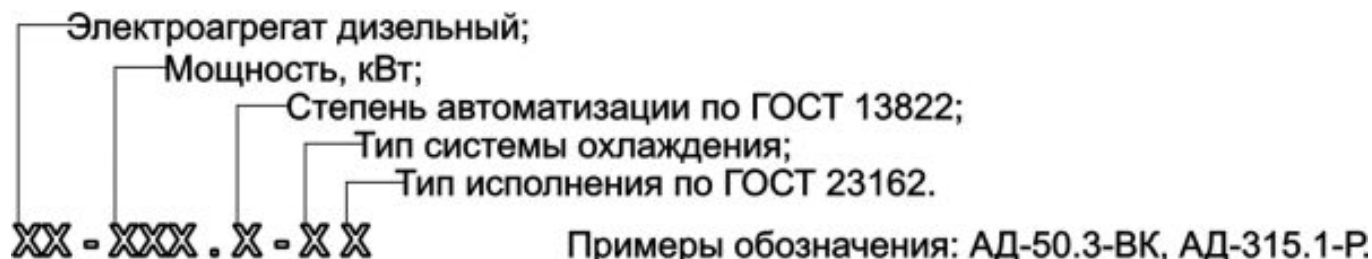 Электроагрегат дизельный;
Мощность, кВт;
Степень автоматизации по ГОСТ 13822;
Тип системы охлаждения;
Тип исполнения по ГОСТ 23162.
XX - XXX . X - X X Примеры обозначения: АД-50.3-ВК, АД-315.1-Р.